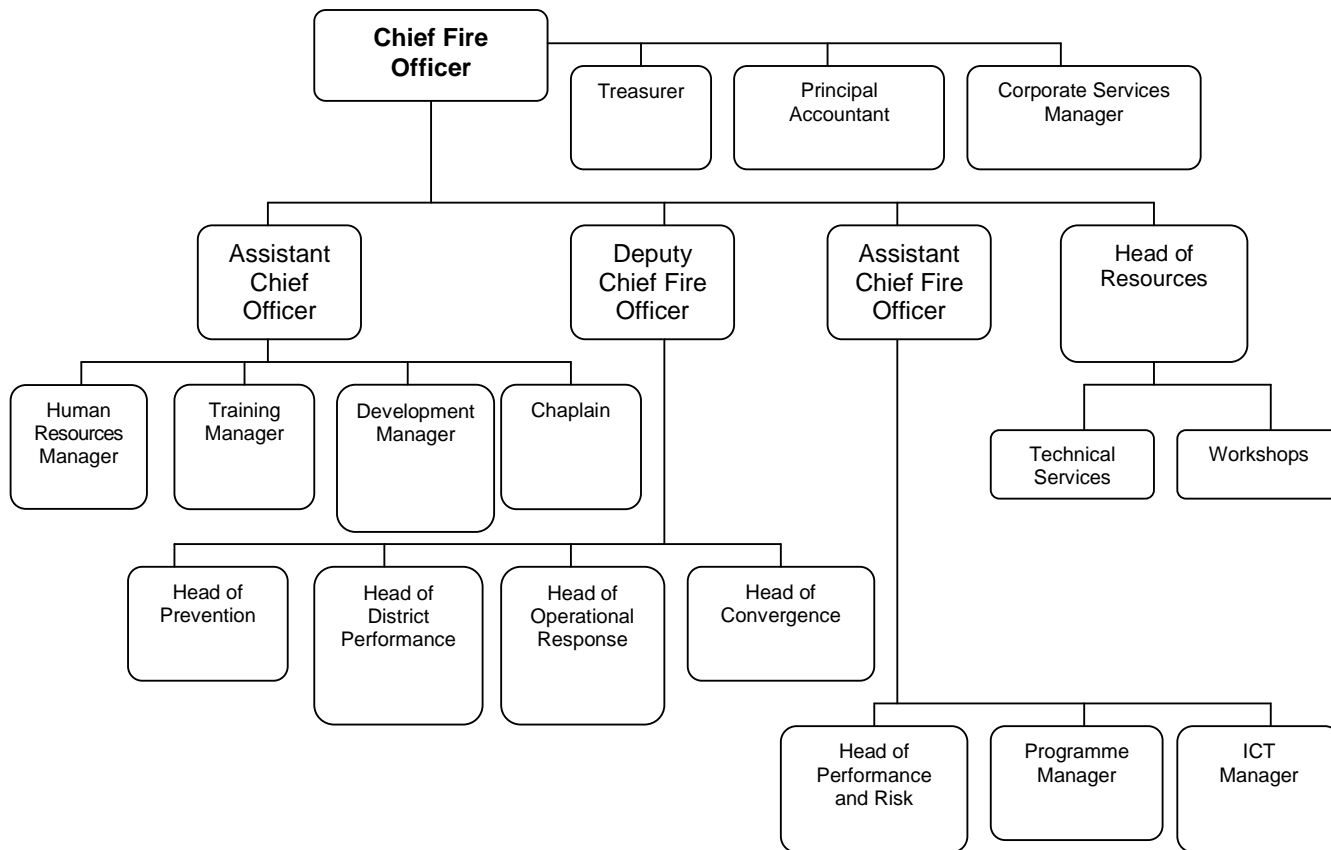 Chief Fire
Officer
Treasurer
Principal
Accountant
Corporate Services
Manager
Assistant
Chief
Officer
Deputy
Chief Fire
Officer
Assistant
Chief Fire
Officer
Head of
Resources
Human
Resources
Manager
Training
Manager
Development
Manager
Chaplain
Technical
Services
Workshops
Head of
Prevention
Head of
District
Performance
Head of
Operational
Response
Head of
Convergence
Head of
Performance
and Risk
Programme
Manager
ICT
Manager